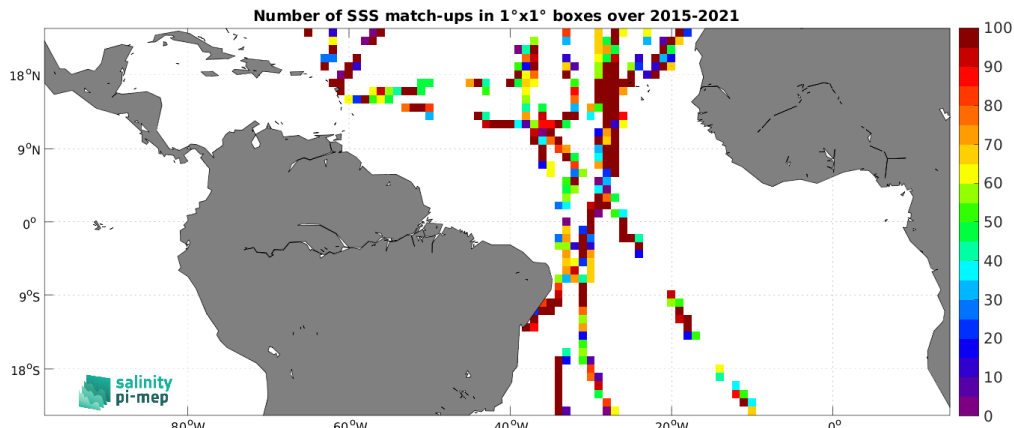 Number of SSS match-ups in 1°x1° boxes over 2015-2021
100
90
80
70
60
50
40
30
20
10
0
18°N
9°N
0°
9°S
18°S
80°W
60°W
40°W
20°W
0°
salinity
pi-mep